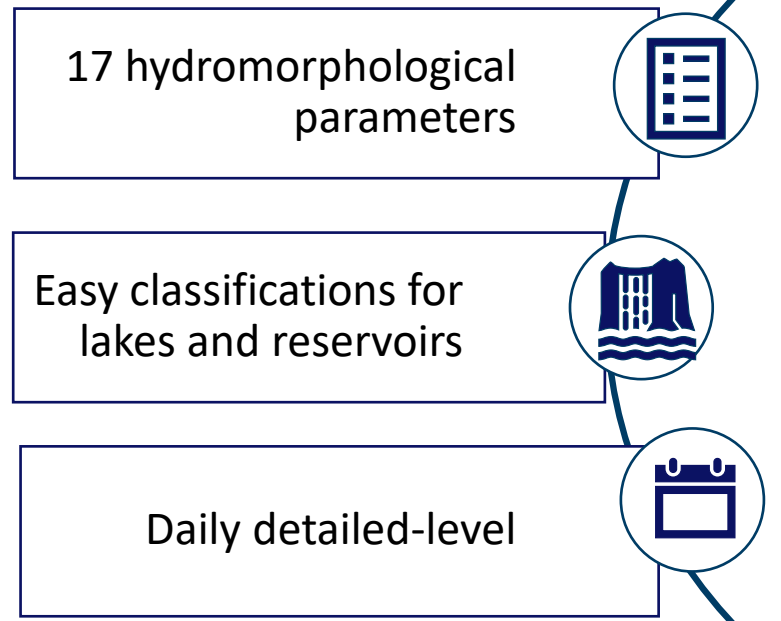 17 hydromorphological
parameters
Easy classifications for
lakes and reservoirs
Daily detailed-level